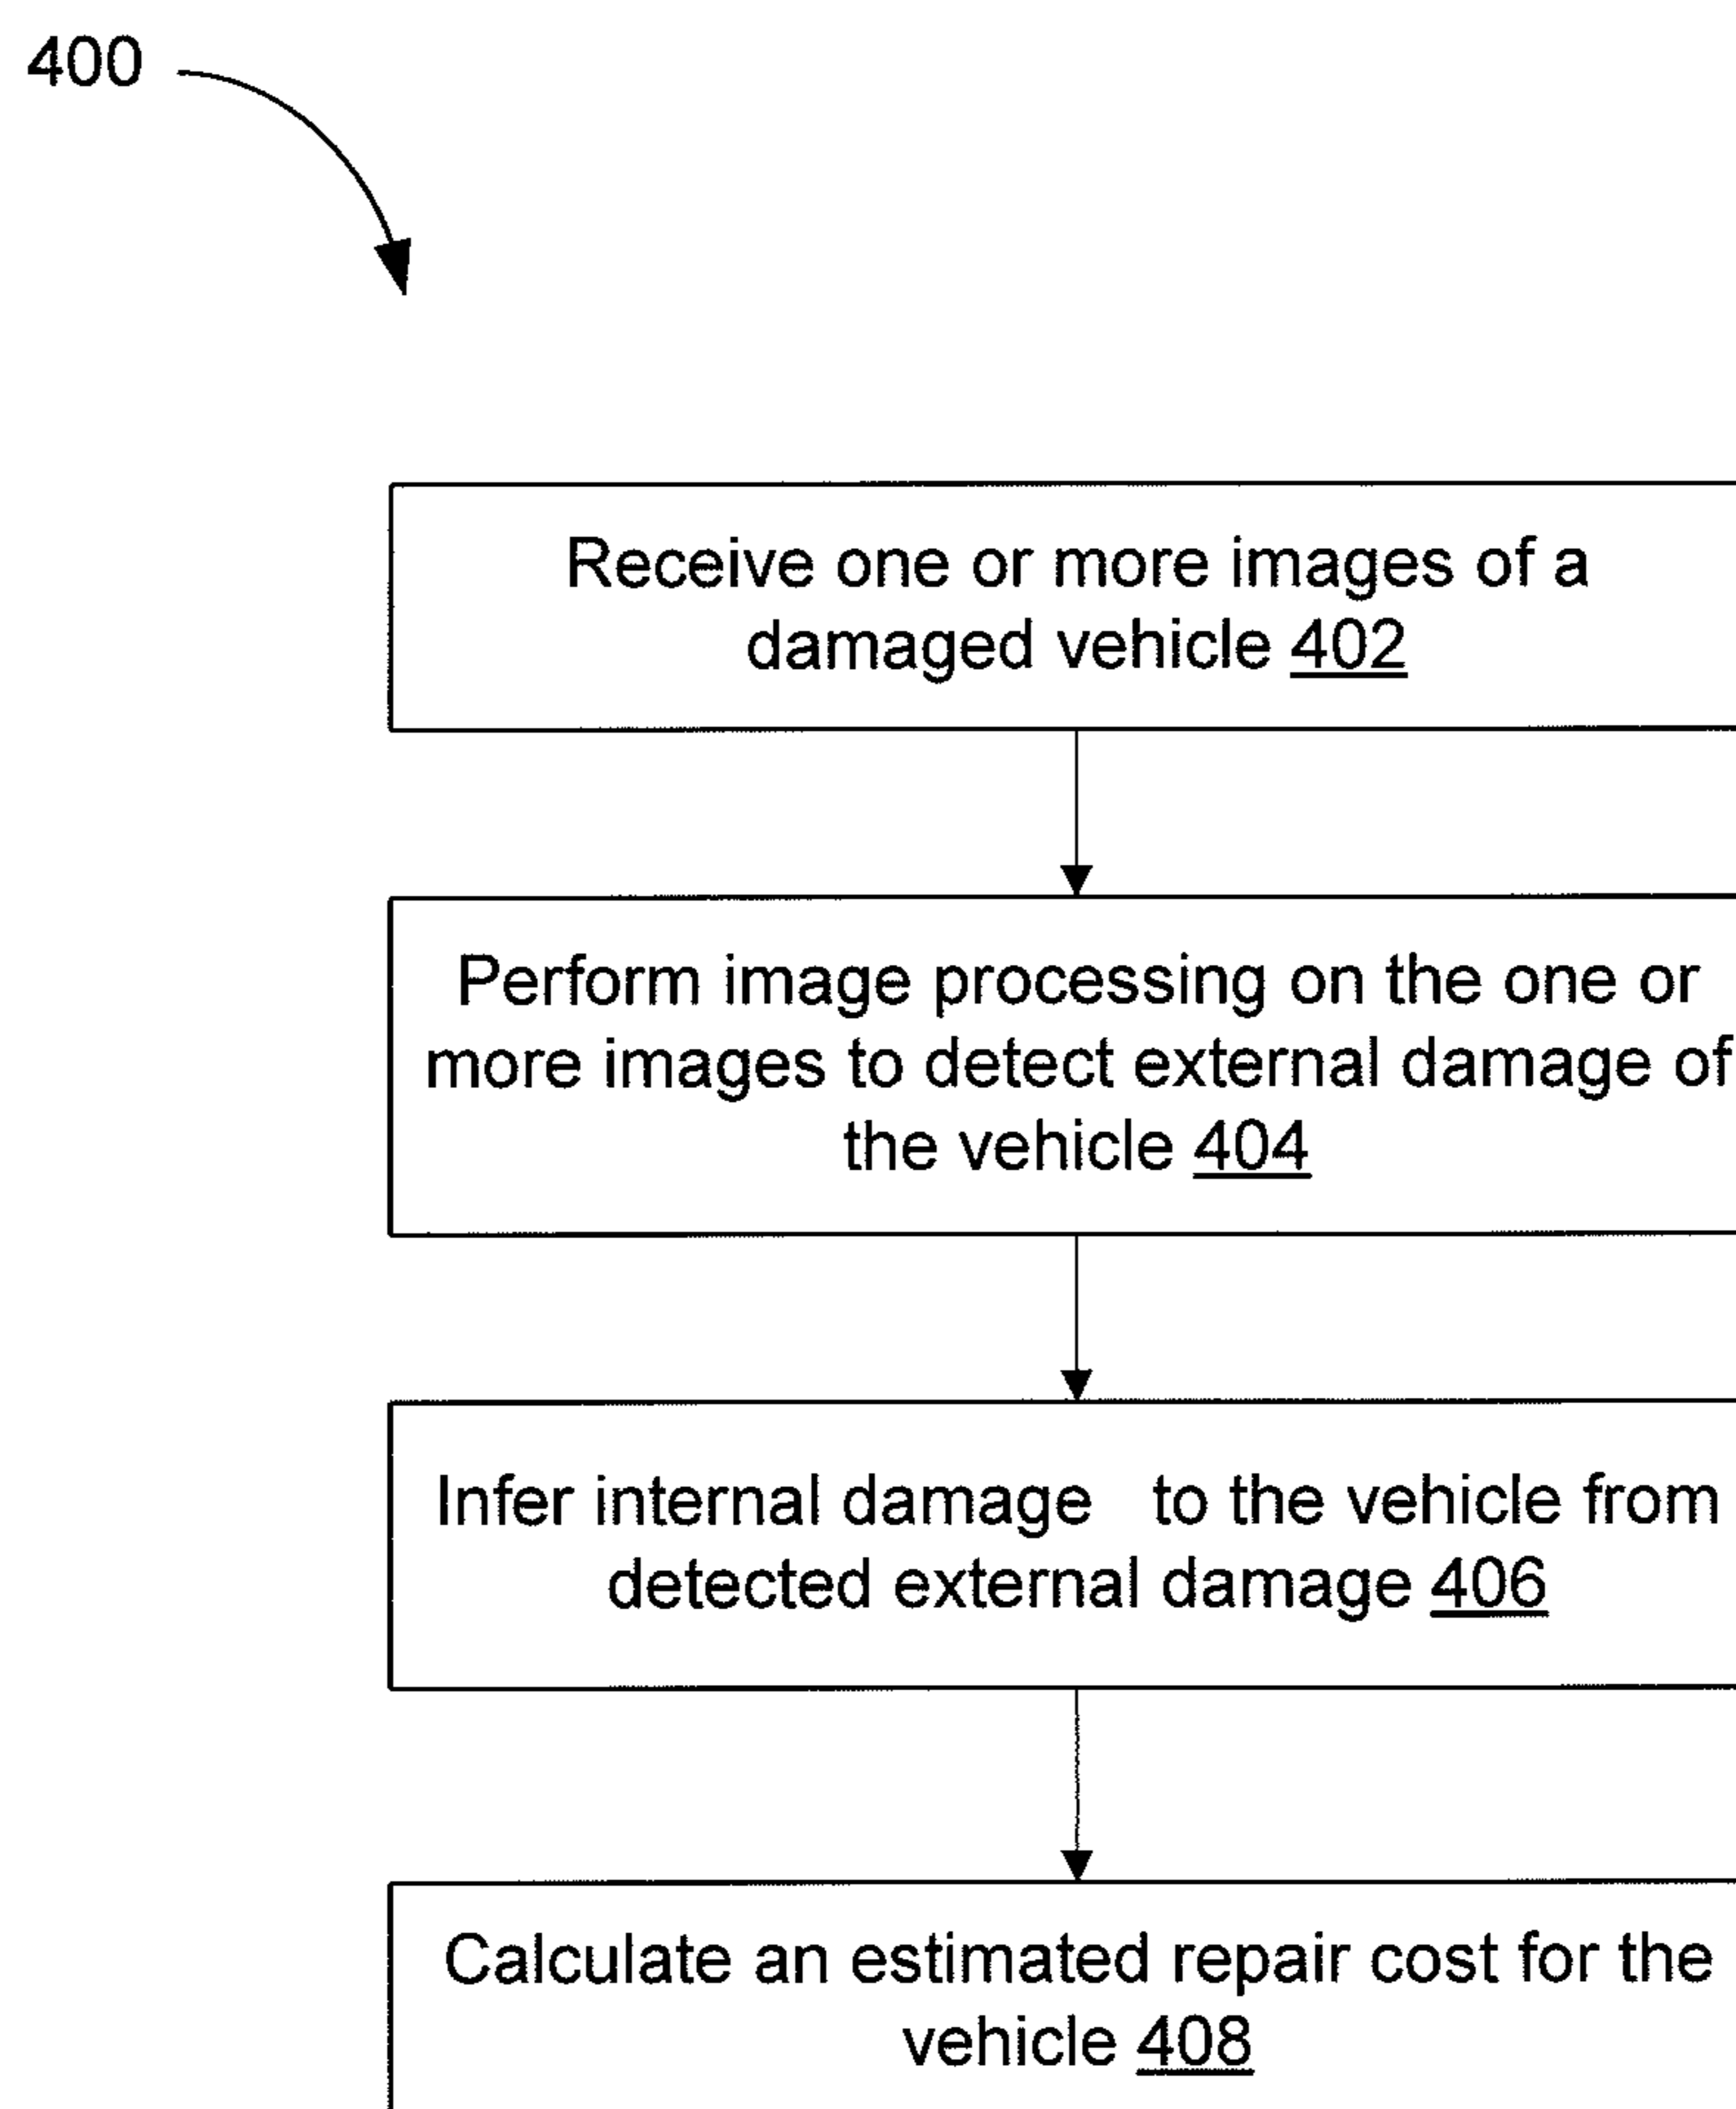 400
Receive one or more images of a
damaged vehicle 402
Perform image processing on the one or
more images to detect external damage of
the vehicle 404
Infer internal damage to the vehicle from
detected external damage 406
Calculate an estimated repair cost for the
vehicle 408